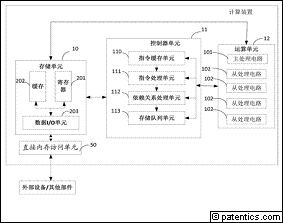 计算装置
10
存储单元
202
缓存
寄存器
201
数据I/O单元
203
直接内存访问单元
50
外部设备/其他部件
11
控制器单元
110
指令缓存单元
111
指令处理单元
112
依赖关系处理单元
113
存储队列单元
12
运算单元
101
主处理电路
102
从处理电路
102
从处理电路
102
从处理电路
102
从处理电路
@ patentics.com